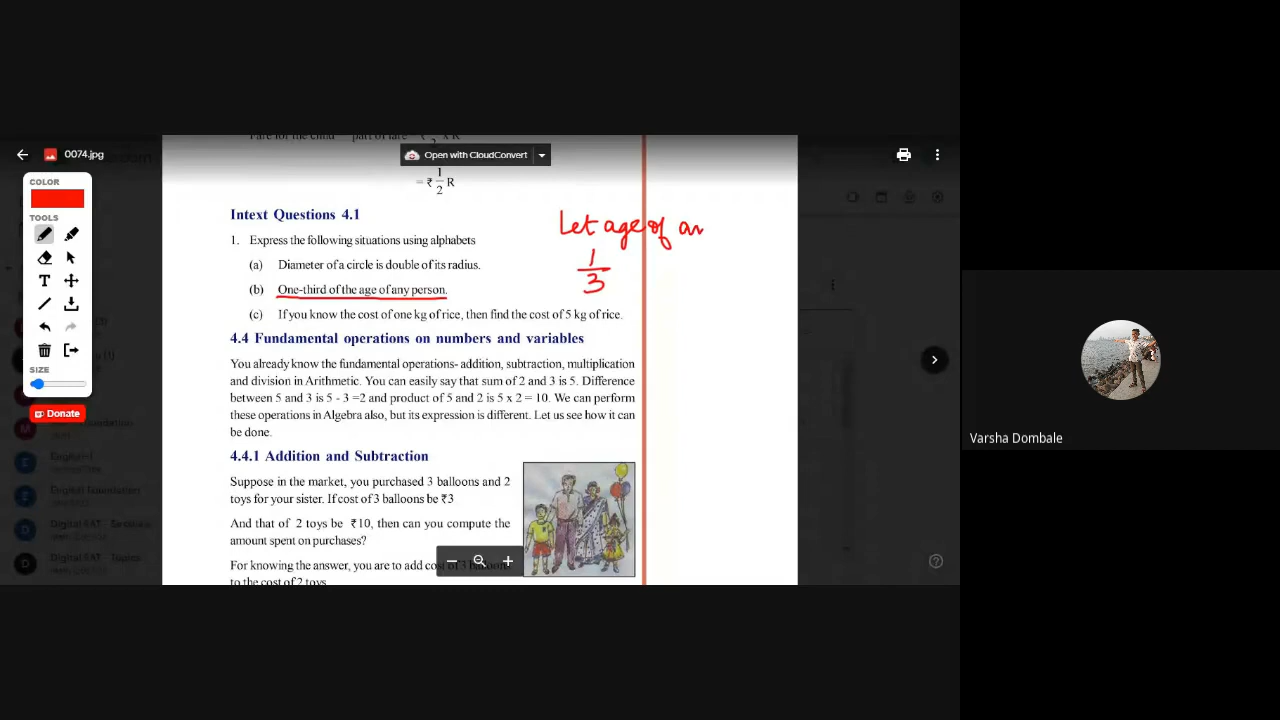 0074.jpg
Open with CloudConvert
COLOR
TOOLS
T
SIZE
Donate
= ₹ 1/2 R
Intext Questions 4.1
1. Express the following situations using alphabets
(a) Diameter of a circle is double of its radius.
(b) One-third of the age of any person.
(c) If you know the cost of one kg of rice, then find the cost of 5 kg of rice.
Let age of an
1/3
4.4 Fundamental operations on numbers and variables
You already know the fundamental operations- addition, subtraction, multiplication
and division in Arithmetic. You can easily say that sum of 2 and 3 is 5. Difference
between 5 and 3 is 5 - 3 =2 and product of 5 and 2 is 5 x 2 = 10. We can perform
these operations in Algebra also, but its expression is different. Let us see how it can
be done.
4.4.1 Addition and Subtraction
Suppose in the market, you purchased 3 balloons and 2
toys for your sister. If cost of 3 balloons be ₹3
And that of 2 toys be ₹10, then can you compute the
amount spent on purchases?
For knowing the answer, you are to add cost of 3 balloons
to the cost of 2 toys
Varsha Dombale